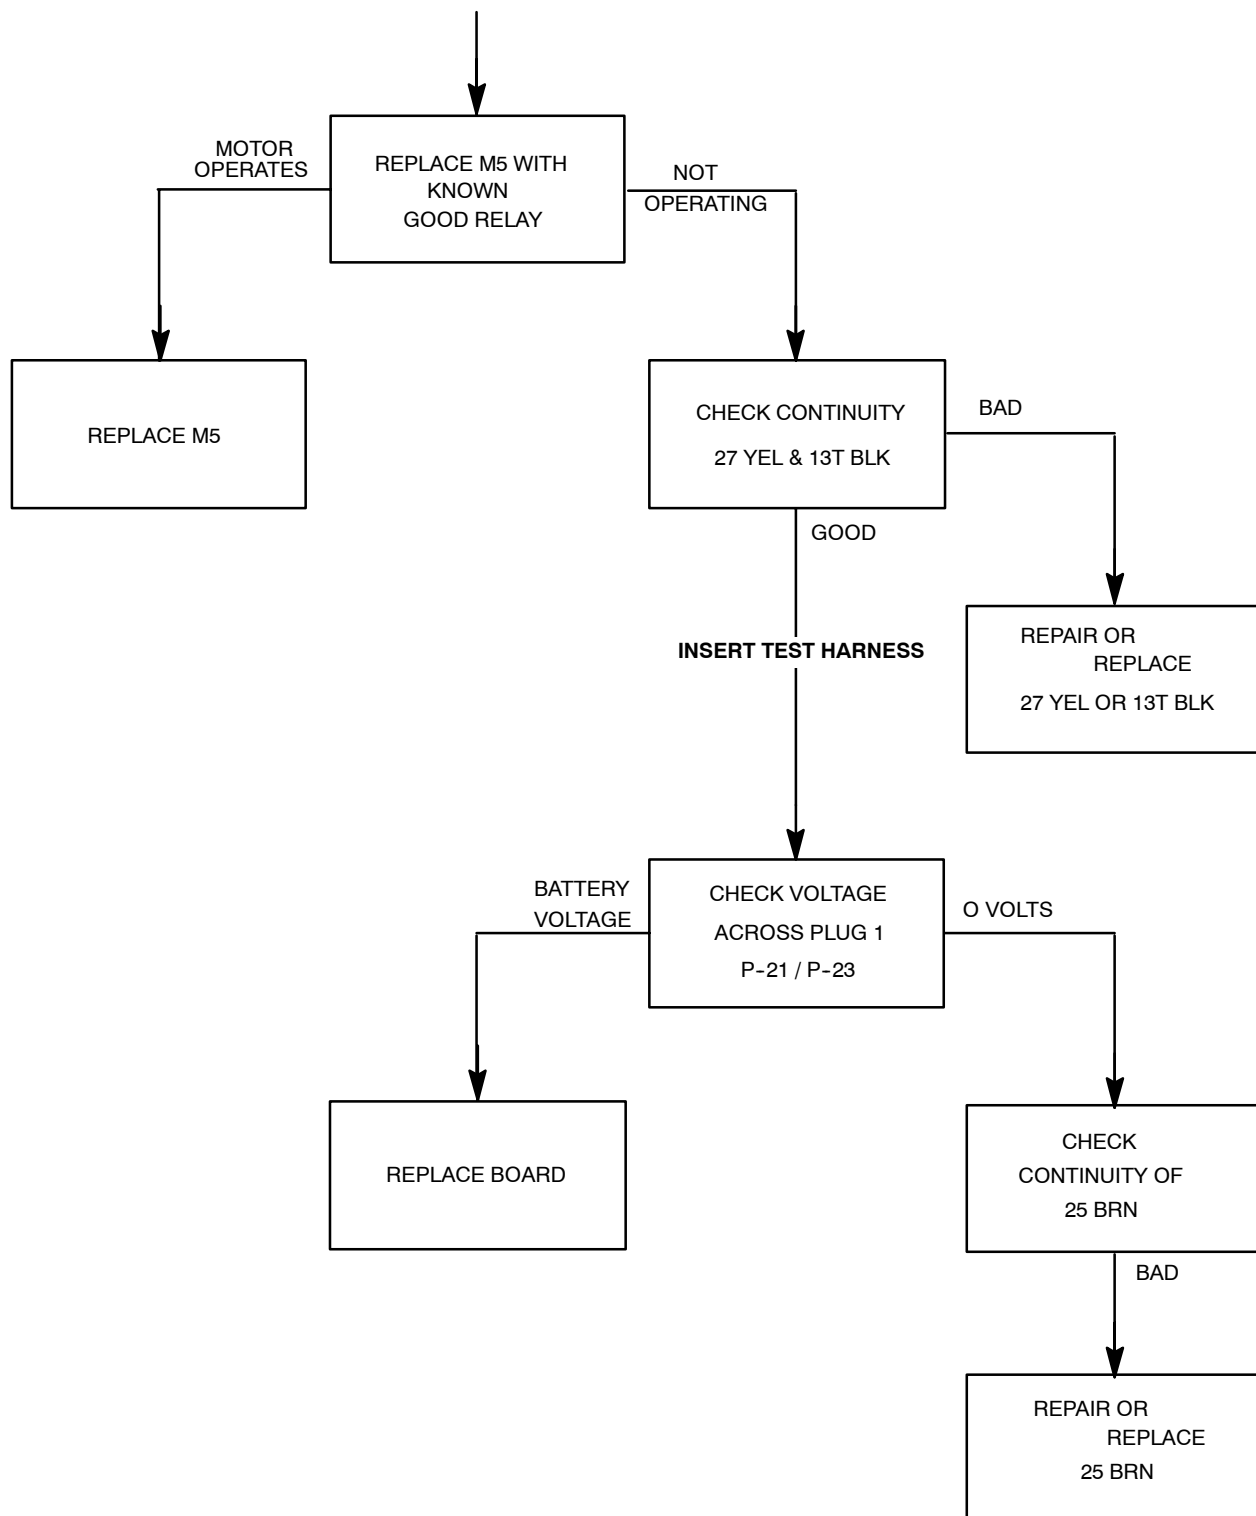 MOTOR
OPERATES
REPLACE M5 WITH
KNOWN
GOOD RELAY
NOT
OPERATING
REPLACE M5
CHECK CONTINUITY
27 YEL & 13T BLK
BAD
GOOD
INSERT TEST HARNESS
REPAIR OR
REPLACE
27 YEL OR 13T BLK
BATTERY
VOLTAGE
CHECK VOLTAGE
ACROSS PLUG 1
P-21 / P-23
O VOLTS
REPLACE BOARD
CHECK
CONTINUITY OF
25 BRN
BAD
REPAIR OR
REPLACE
25 BRN